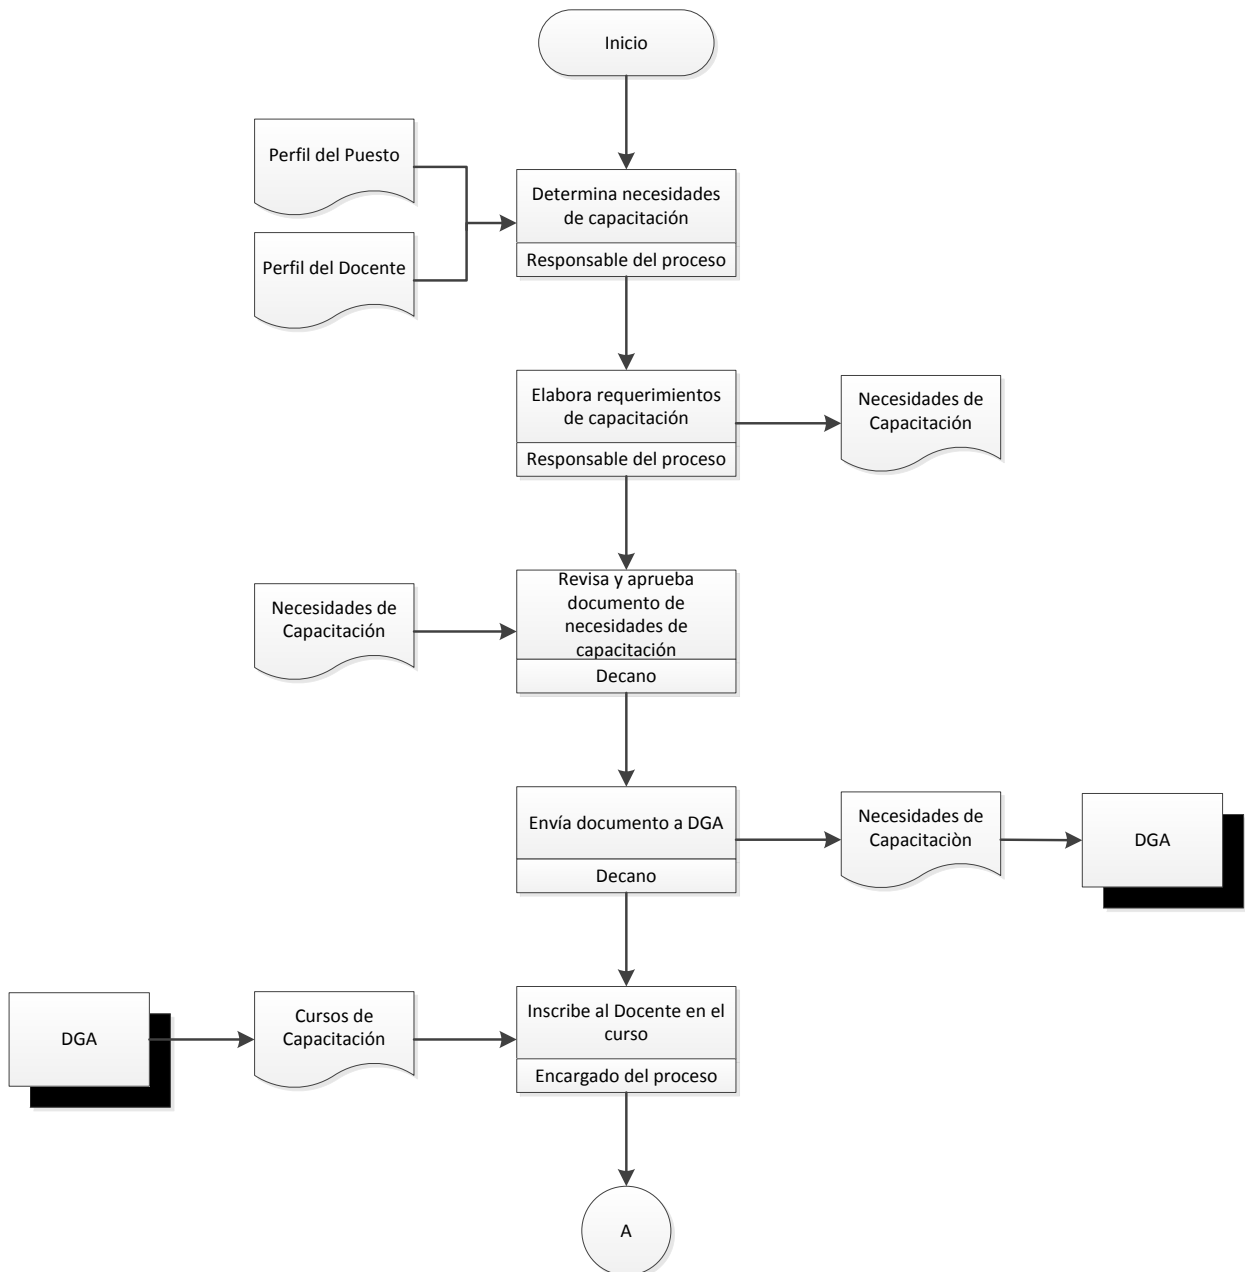 Inicio
Perfil del Puesto
Perfil del Docente
Determina necesidades
de capacitación
Responsable del proceso
Elabora requerimientos
de capacitación
Responsable del proceso
Necesidades de
Capacitación
Necesidades de
Capacitación
Revisa y aprueba
documento de
necesidades de
capacitación
Decano
Envía documento a DGA
Decano
Necesidades de
Capacitaciòn
DGA
DGA
Cursos de
Capacitación
Inscribe al Docente en el
curso
Encargado del proceso
A